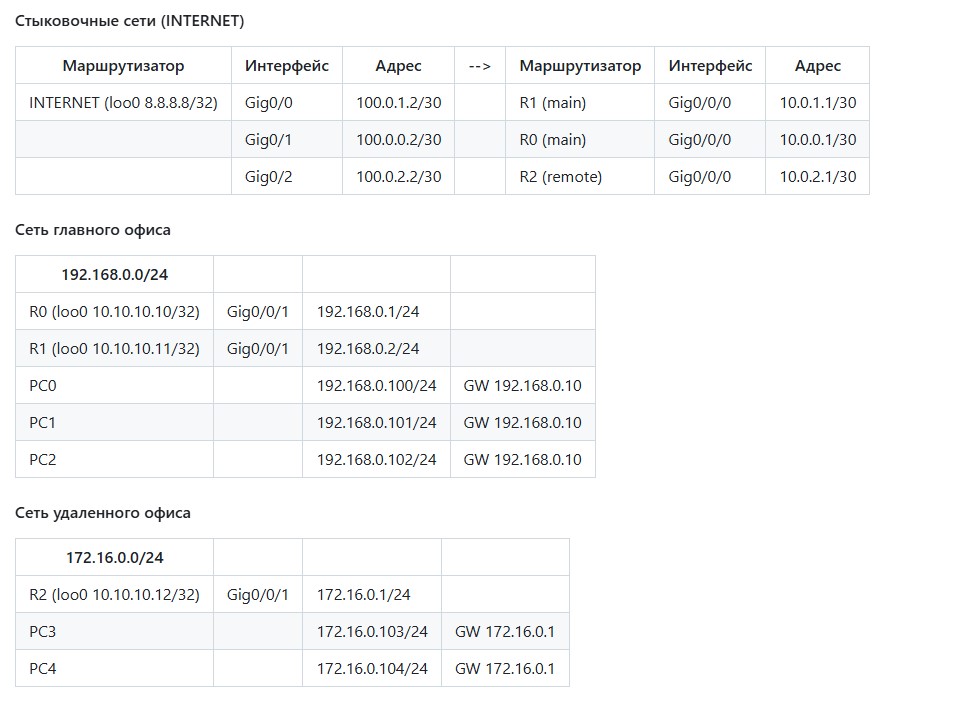 Стыковочные сети (INTERNET)
Маршрутизатор Интерфейс Адрес --> Маршрутизатор Интерфейс Адрес
INTERNET (loo0 8.8.8.8/32) Gig0/0 100.0.1.2/30 R1 (main) Gig0/0/0 10.0.1.1/30
Gig0/1 100.0.0.2/30 R0 (main) Gig0/0/0 10.0.0.1/30
Gig0/2 100.0.2.2/30 R2 (remote) Gig0/0/0 10.0.2.1/30
Сеть главного офиса
192.168.0.0/24
R0 (loo0 10.10.10.10/32) Gig0/0/1 192.168.0.1/24
R1 (loo0 10.10.10.11/32) Gig0/0/1 192.168.0.2/24
PC0 192.168.0.100/24 GW 192.168.0.10
PC1 192.168.0.101/24 GW 192.168.0.10
PC2 192.168.0.102/24 GW 192.168.0.10
Сеть удаленного офиса
172.16.0.0/24
R2 (loo0 10.10.10.12/32) Gig0/0/1 172.16.0.1/24
PC3 172.16.0.103/24 GW 172.16.0.1
PC4 172.16.0.104/24 GW 172.16.0.1